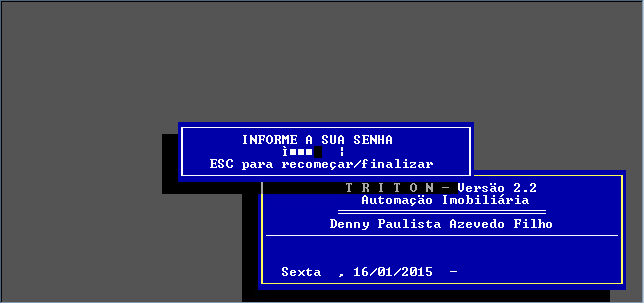 INFORME A SUA SENHA
ESC para recomeçar/finalizar
T R I T O N - Versão 2.2
Automação Imobiliária
Denny Paulista Azevedo Filho
Sexta , 16/01/2015 -